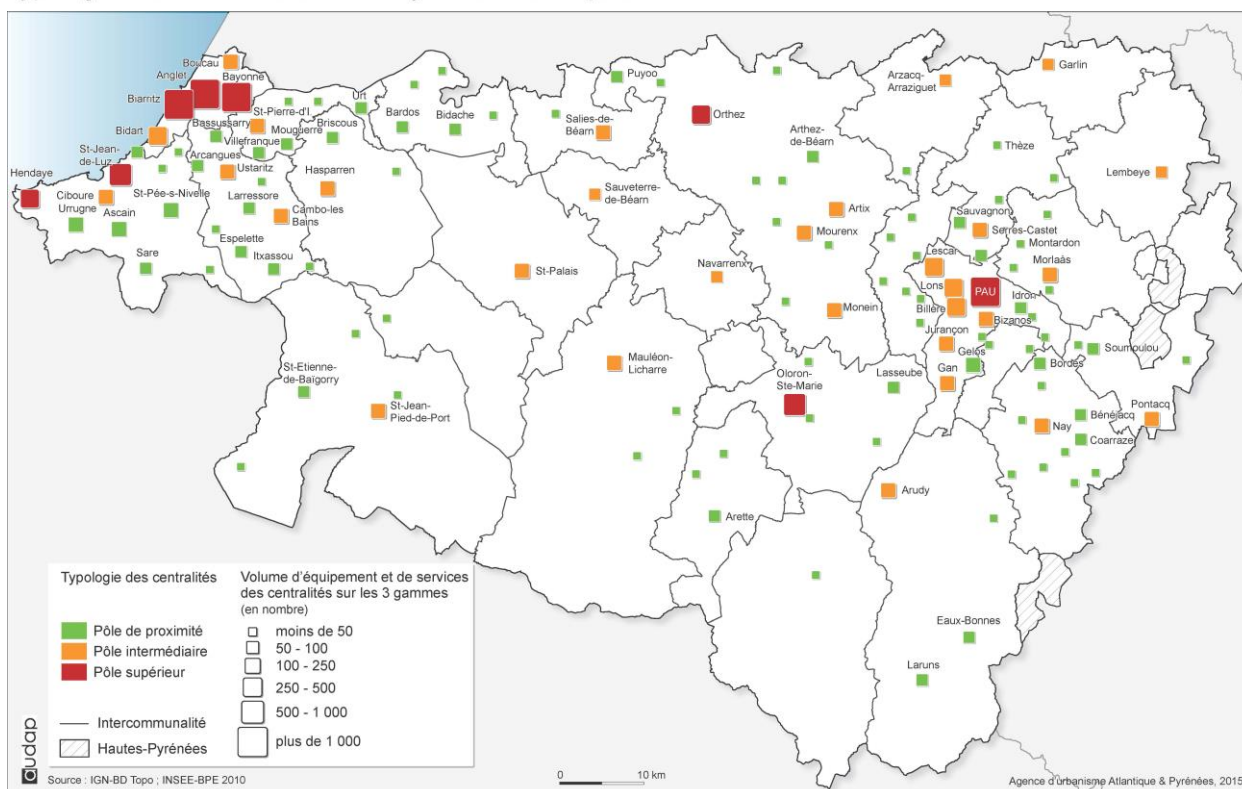 Boucau
Anglet
Bayonne
Biarritz
Bidart
Bassussarry
St-Pierre-d'I
Urt
Mouguerre
Villefranque
Briscous
Bardos
Bidache
Puyoo
Salies-de-
Béarn
Orthez
Arzacq-
Arraziguet
Garlin
St-Jean-
de-Luz
Hendaye
Arcangues
Ustaritz
Hasparren
Ciboure
Urrugne
Ascain
St-Pée-s-Nivelle
Larressore
Cambo-les
Bains
Sare
Espelette
Itxassou
Arthez-
de-Béarn
Thèze
Lembeye
Sauveterre-
de-Béarn
Artix
Mourenx
Sauvagnon
Serres-Castet
Montardon
Morlaàs
Lescar
Lons
PAU
Idron
Billère
Bizanos
Jurançon
Gelos
Gan
Soumoulou
Bordes
St-Palais
Navarrenx
Monein
Mauléon-
Licharre
Oloron-
Ste-Marie
Lasseube
St-Etienne-
de-Baïgorry
St-Jean-
Pied-de-Port
Nay
Bénéjacq
Coarraze
Pontacq
Arudy
Arette
Eaux-Bonnes
Laruns
Typologie des centralités
Pôle de proximité
Pôle intermédiaire
Pôle supérieur
Intercommunalité
Hautes-Pyrénées
Volume d'équipement et de services
des centralités sur les 3 gammes
(en nombre)
moins de 50
50 - 100
100 - 250
250 - 500
500 - 1 000
plus de 1 000
audap
Source : IGN-BD Topo ; INSEE-BPE 2010
0 10 km
Agence d'urbanisme Atlantique & Pyrénées, 2015